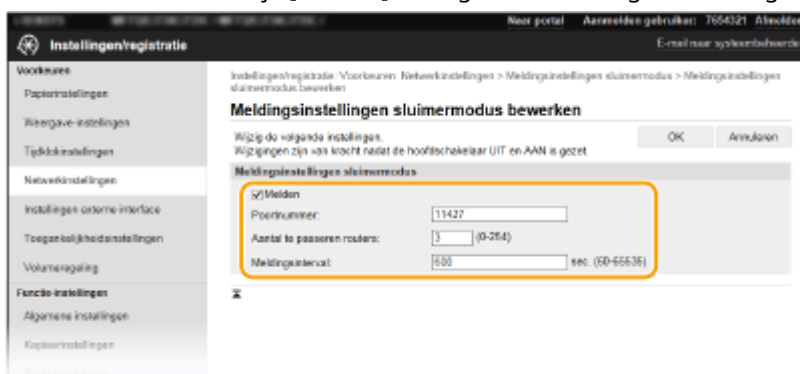 Naar portal Aanmelden gebruiker: 7654321 Afmelden
Instellingen/registratie
E-mail naar systeembeheerde
Voorkeuren
Papierinstellingen
Weergave-instellingen
Tijdklokinstellingen
Netwerkinstellingen
Instellingen externe interface
Toegankelijkheidsinstellingen
Volumeregeling
Functie-instellingen
Algemene instellingen
Kopieerinstellingen
Instellingen/registratie: Voorkeuren: Netwerkinstellingen > Meldingsinstellingen sluimermodus > Meldingsinstellingen
sluimermodus bewerken
Meldingsinstellingen sluimermodus bewerken
Wijzig de volgende instellingen.
Wijzigingen zijn van kracht nadat de hoofdschakelaar UIT en AAN is gezet.
OK
Annuleren
Meldingsinstellingen sluimermodus
Melden
Poortnummer: 11427
Aantal te passeren routers: 3 (0-254)
Meldingsinterval: 600 sec. (60-65535)